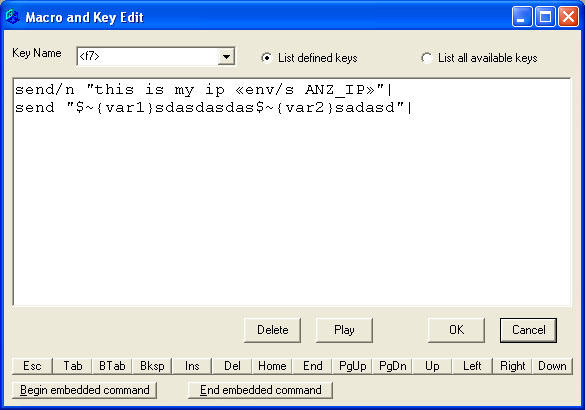 Macro and Key Edit
Key Name
<f7>
List defined keys
List all available keys
send/n "this is my ip «env/s ANZ_IP»"|
send "$~{var1}sdasdasdas$~{var2}sadasd"|
Delete
Play
OK
Cancel
Esc Tab BTab Bksp Ins Del Home End PgUp PgDn Up Left Right Down
Begin embedded command
End embedded command